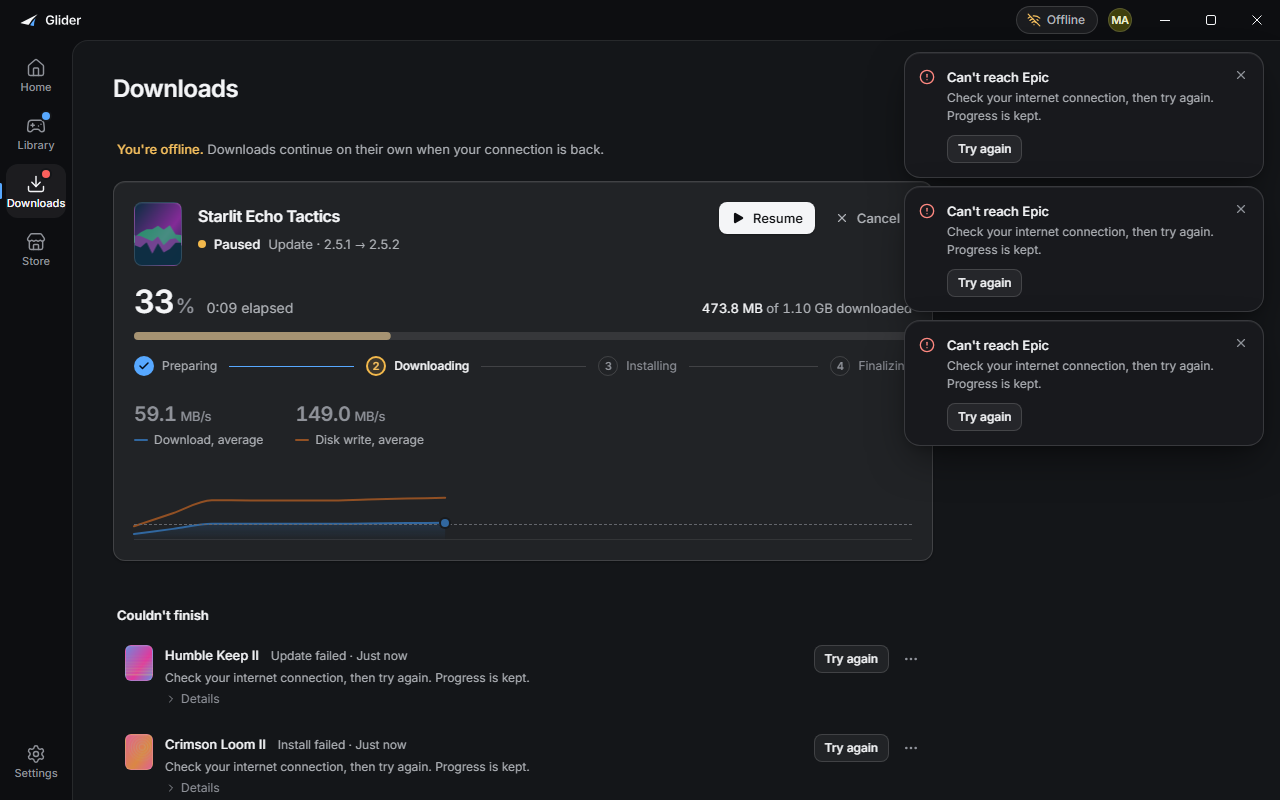 Glider
Offline
MA
Home
Library
Downloads
Store
Settings
Downloads
You're offline. Downloads continue on their own when your connection is back.
Starlit Echo Tactics
Paused Update · 2.5.1 → 2.5.2
Resume
Cancel
33% 0:09 elapsed
473.8 MB of 1.10 GB downloaded
Preparing
2 Downloading
3 Installing
4 Finalizin
59.1 MB/s
Download, average
149.0 MB/s
Disk write, average
Couldn't finish
Humble Keep II Update failed · Just now
Check your internet connection, then try again. Progress is kept.
Details
Try again
Crimson Loom II Install failed · Just now
Check your internet connection, then try again. Progress is kept.
Details
Try again
Can't reach Epic
Check your internet connection, then try again.
Progress is kept.
Try again
Can't reach Epic
Check your internet connection, then try again.
Progress is kept.
Try again
Can't reach Epic
Check your internet connection, then try again.
Progress is kept.
Try again